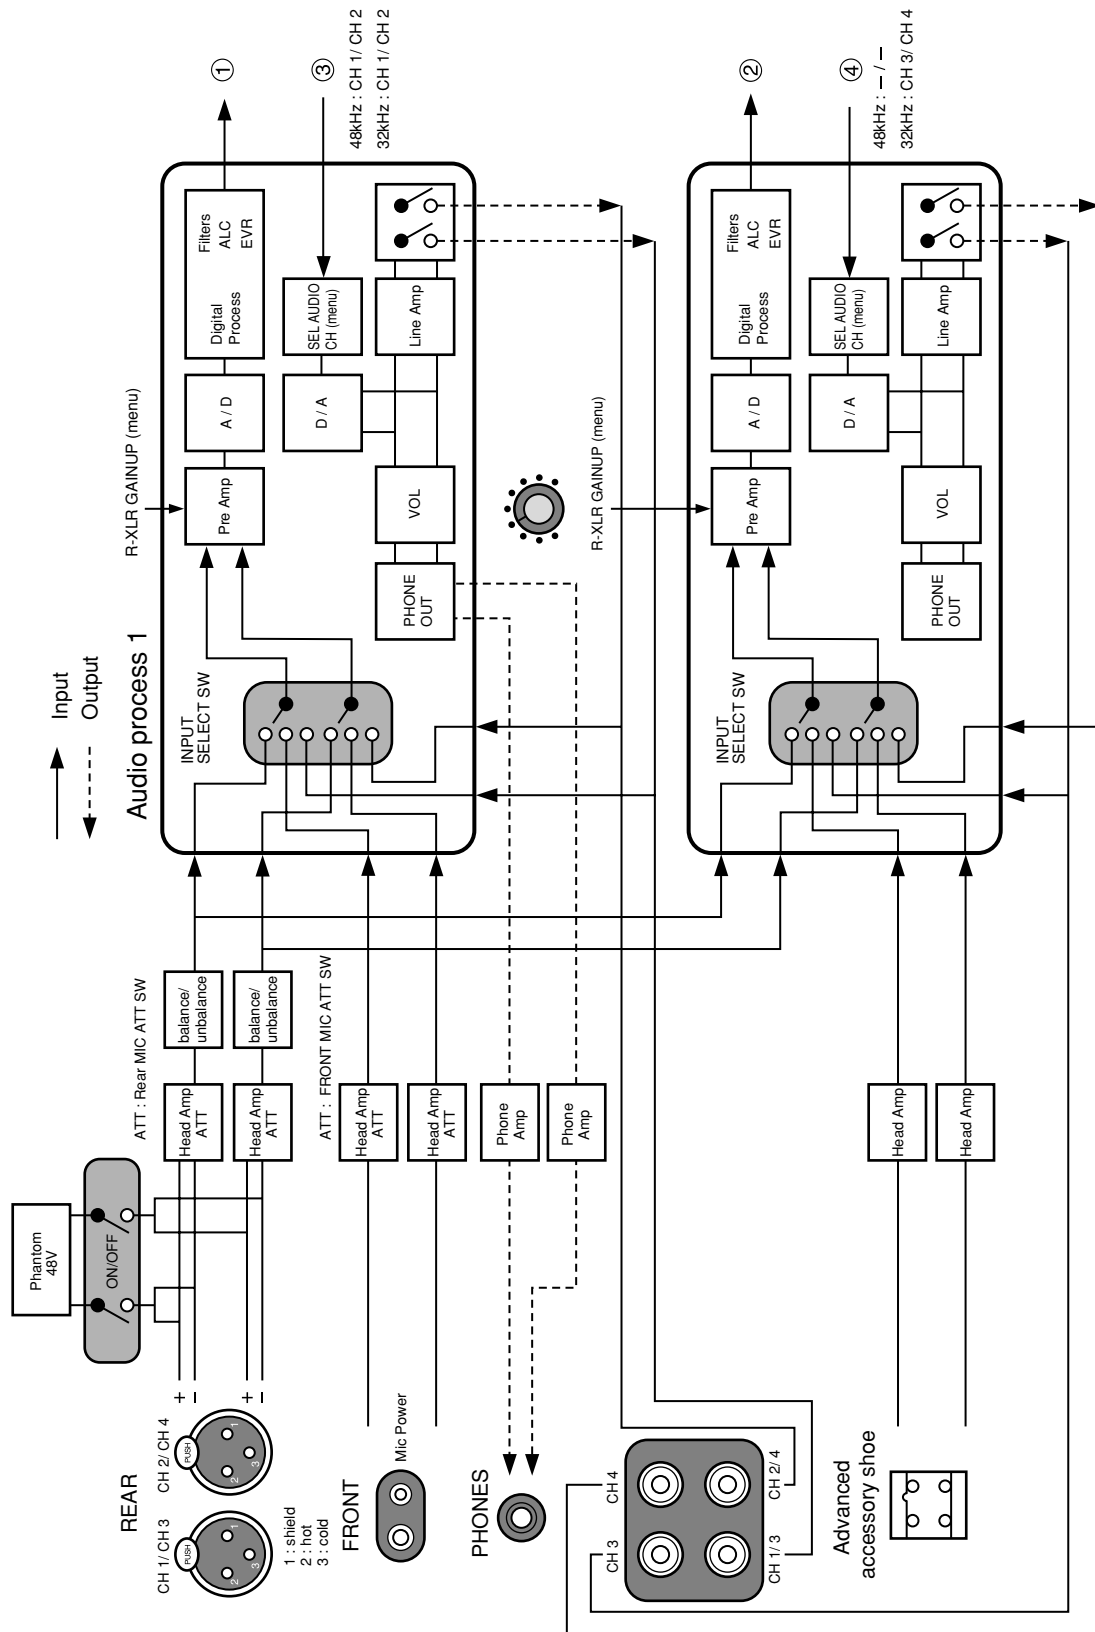 Input
Output
Audio process 1
REAR
CH 1/ CH 3
CH 2/ CH 4
PUSH
PUSH
1
2
3
1
2
3
1 : shield
2 : hot
3 : cold
+
–
+
–
Phantom
48V
ON/OFF
ATT : Rear MIC ATT SW
Head Amp
ATT
balance/
unbalance
Head Amp
ATT
balance/
unbalance
FRONT
Mic Power
ATT : FRONT MIC ATT SW
Head Amp
ATT
Head Amp
ATT
PHONES
Phone
Amp
Phone
Amp
INPUT
SELECT SW
R-XLR GAINUP (menu)
Pre Amp
A / D
Digital
Process
Filters
ALC
EVR
①
D / A
SEL AUDIO
CH (menu)
③
48kHz : CH 1/ CH 2
32kHz : CH 1/ CH 2
PHONE
OUT
VOL
Line Amp
CH 3
CH 4
CH 1/ 3
CH 2/ 4
Advanced
accessory shoe
Head Amp
Head Amp
INPUT
SELECT SW
R-XLR GAINUP (menu)
Pre Amp
A / D
Digital
Process
Filters
ALC
EVR
②
D / A
SEL AUDIO
CH (menu)
④
48kHz : – / –
32kHz : CH 3/ CH 4
PHONE
OUT
VOL
Line Amp